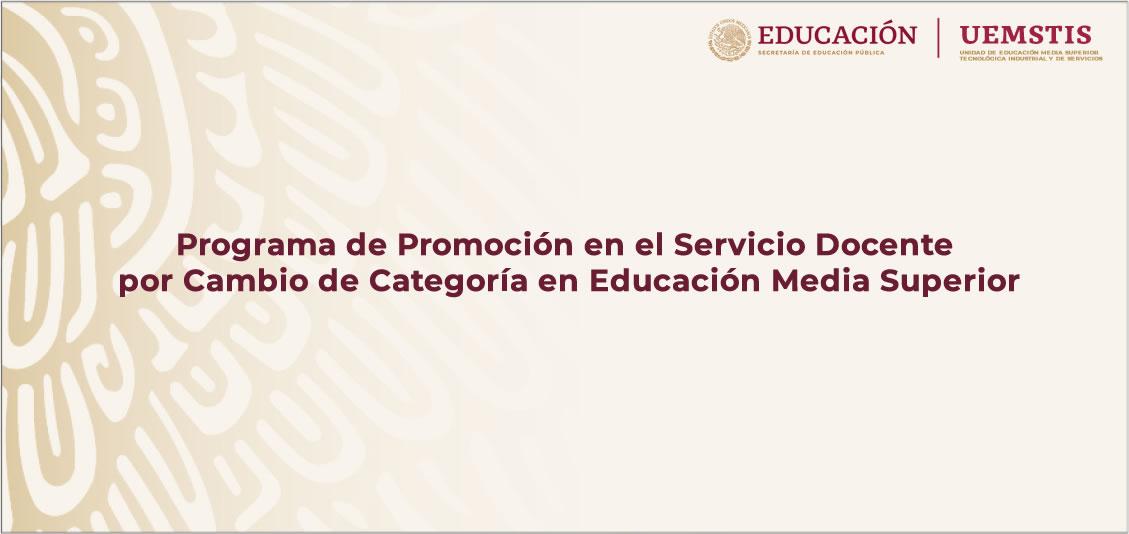 EDUCACIÓN
SECRETARÍA DE EDUCACIÓN PÚBLICA
UEMSTIS
UNIDAD DE EDUCACIÓN MEDIA SUPERIOR
TECNOLÓGICA INDUSTRIAL Y DE SERVICIOS
Programa de Promoción en el Servicio Docente
por Cambio de Categoría en Educación Media Superior